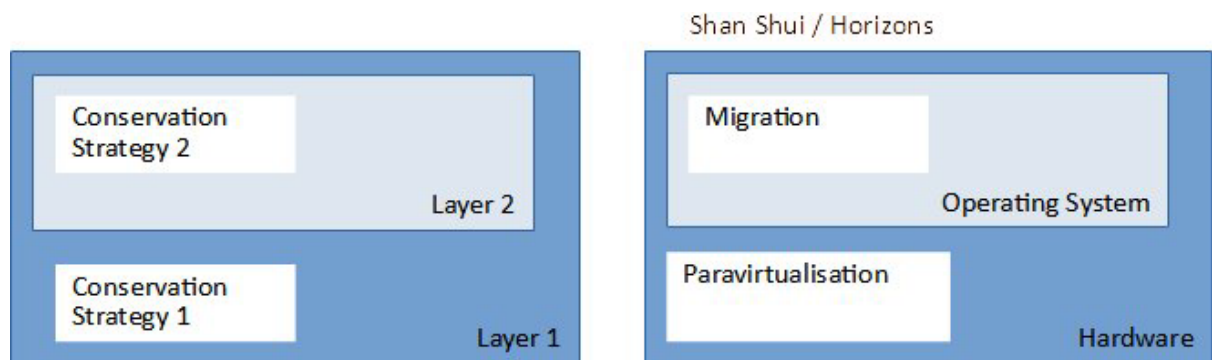 Shan Shui / Horizons
Conservation
Strategy 2
Layer 2
Conservation
Strategy 1
Layer 1
Migration
Operating System
Paravirtualisation
Hardware